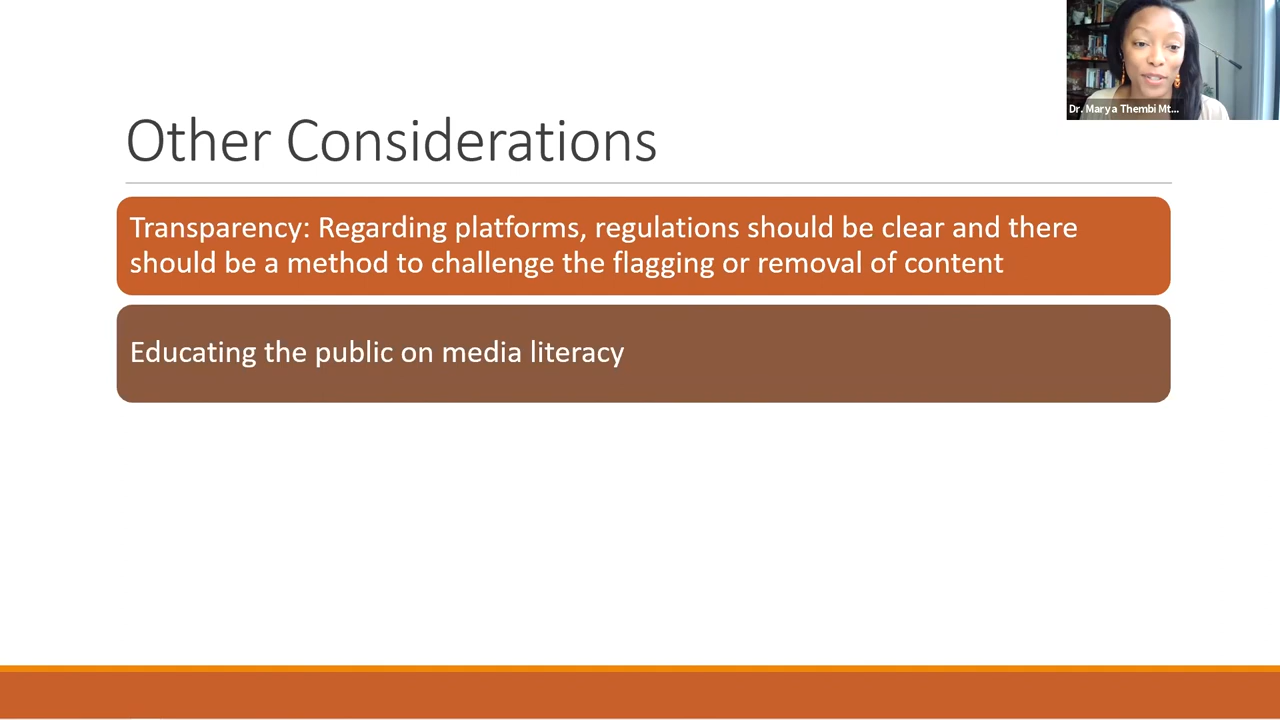 Dr. Marya Thembi Mt...
Other Considerations
Transparency: Regarding platforms, regulations should be clear and there
should be a method to challenge the flagging or removal of content
Educating the public on media literacy